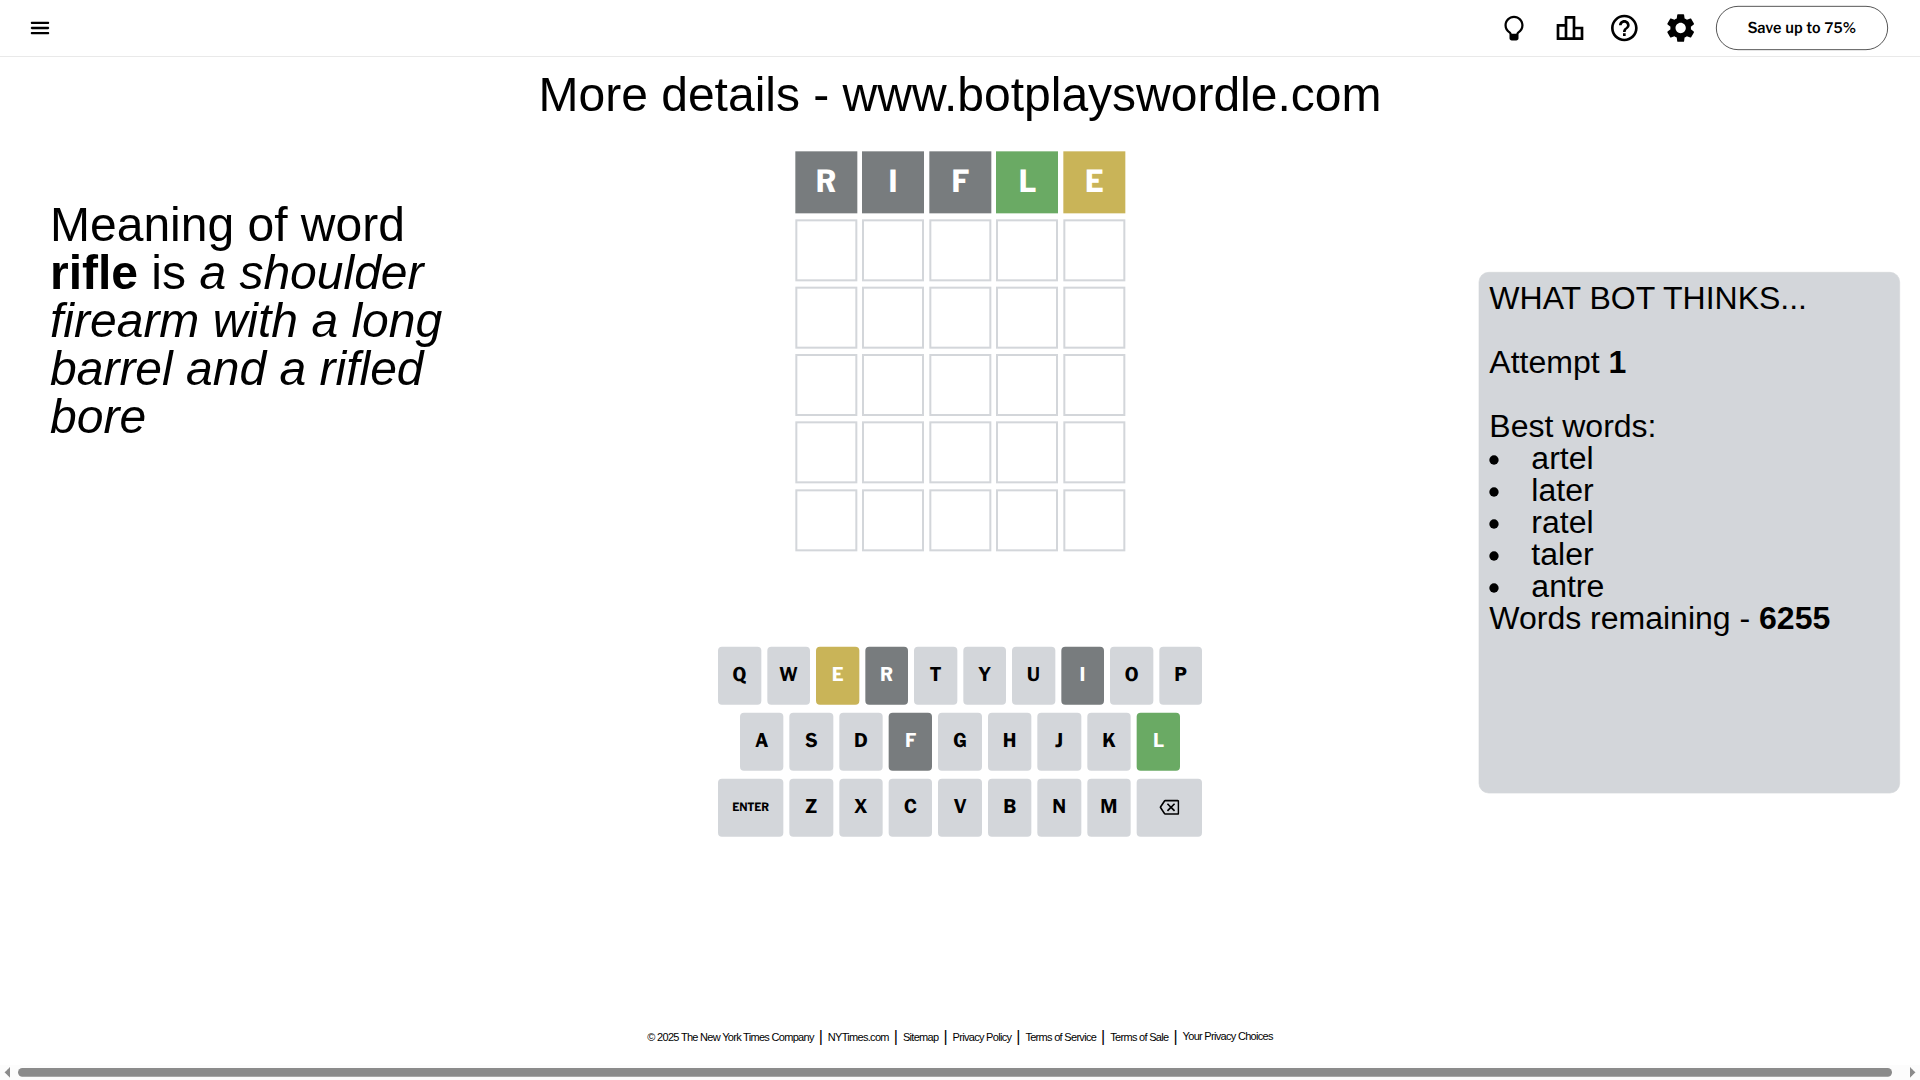 Save up to 75%
More details - www.botplayswordle.com
Meaning of word
rifle is a shoulder
firearm with a long
barrel and a rifled
bore
R I F L E
WHAT BOT THINKS...
Attempt 1
Best words:
• artel
• later
• ratel
• taler
• antre
Words remaining - 6255
Q W E R T Y U I O P
A S D F G H J K L
ENTER Z X C V B N M
© 2025 The New York Times Company | NYTimes.com | Sitemap | Privacy Policy | Terms of Service | Terms of Sale | Your Privacy Choices